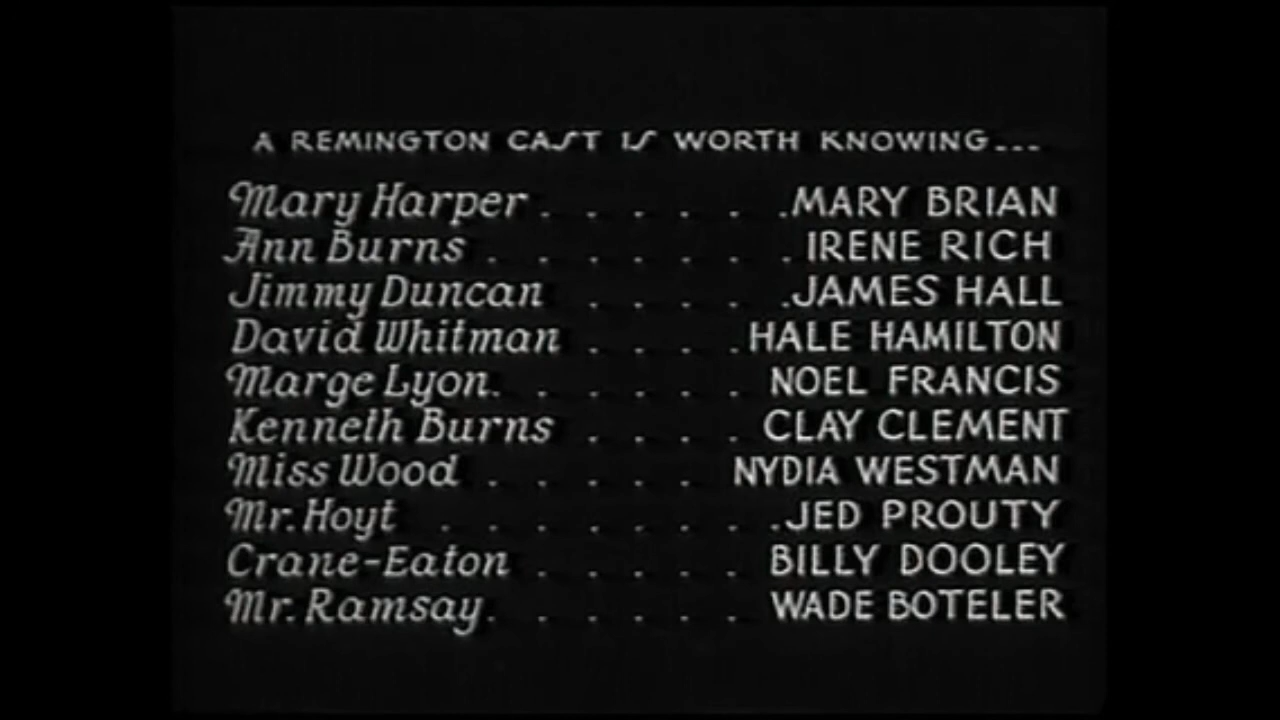 A REMINGTON CAST IS WORTH KNOWING...
Mary Harper . . . . . . MARY BRIAN
Ann Burns . . . . . . . IRENE RICH
Jimmy Duncan . . . . . JAMES HALL
David Whitman . . . . HALE HAMILTON
Marge Lyon . . . . . . NOEL FRANCIS
Kenneth Burns . . . . CLAY CLEMENT
Miss Wood . . . . . NYDIA WESTMAN
Mr. Hoyt . . . . . . . . JED PROUTY
Crane-Eaton . . . . . BILLY DOOLEY
Mr. Ramsay . . . . . . WADE BOTELER